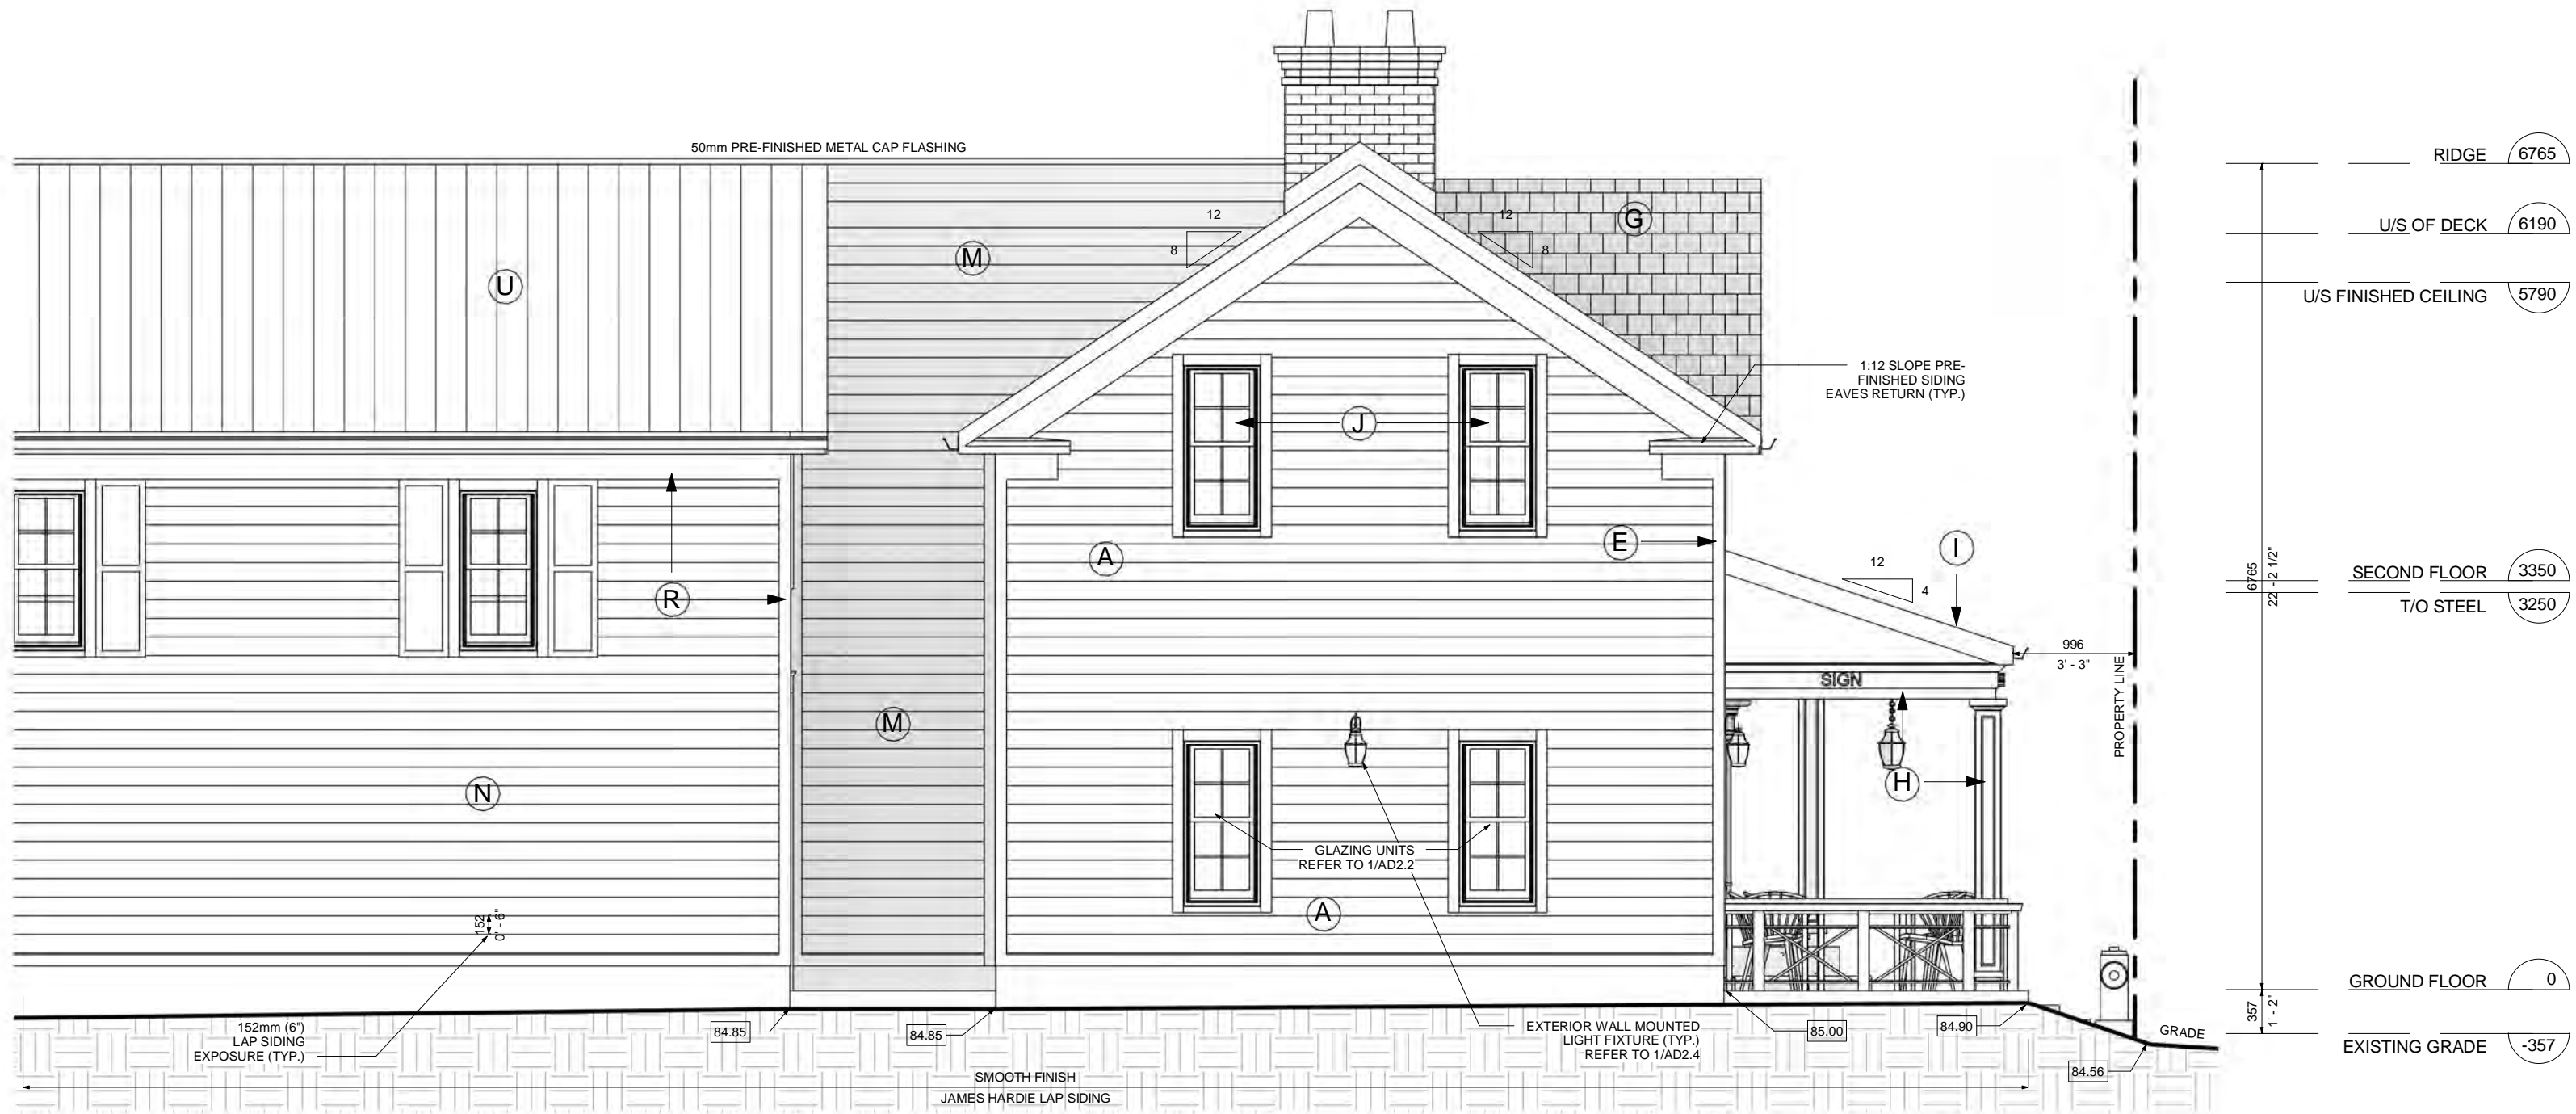 50mm PRE-FINISHED METAL CAP FLASHING
RIDGE 6765
U/S OF DECK 6190
U/S FINISHED CEILING 5790
12
8
12
8
G
M
U
1:12 SLOPE PRE-
FINISHED SIDING
EAVES RETURN (TYP.)
J
A
E
I
12
4
R
SECOND FLOOR 3350
T/O STEEL 3250
6765
22' - 2 1/2"
996
3' - 3"
SIGN
PROPERTY LINE
M
N
H
GLAZING UNITS
REFER TO 1/AD2.2
A
152
0' - 6"
GROUND FLOOR 0
357
1' - 2"
EXISTING GRADE -357
152mm (6")
LAP SIDING
EXPOSURE (TYP.)
84.85
84.85
EXTERIOR WALL MOUNTED
LIGHT FIXTURE (TYP.)
REFER TO 1/AD2.4
85.00
84.90
GRADE
84.56
SMOOTH FINISH
JAMES HARDIE LAP SIDING